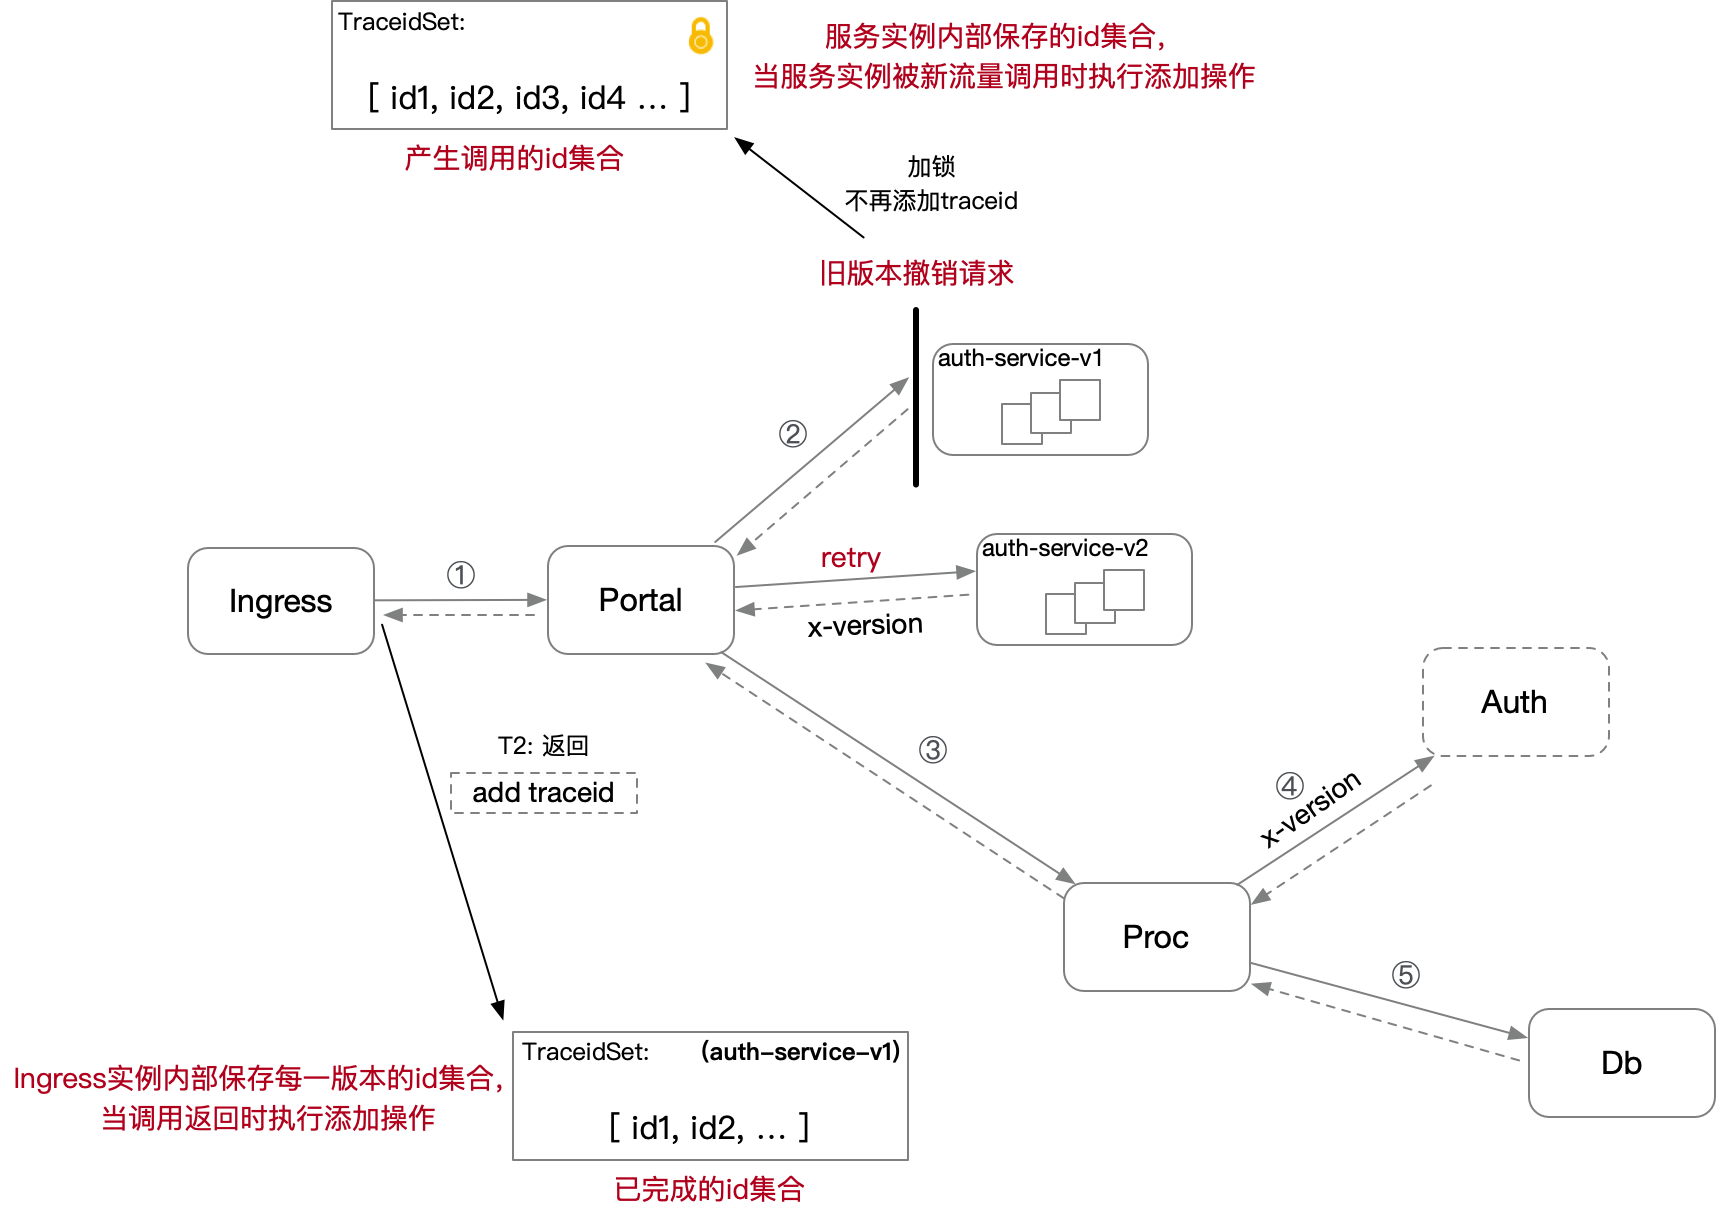 TraceidSet:
[ id1, id2, id3, id4 ... ]
产生调用的id集合
服务实例内部保存的id集合,
当服务实例被新流量调用时执行添加操作
加锁
不再添加traceid
旧版本撤销请求
auth-service-v1
②
auth-service-v2
retry
x-version
Ingress
①
Portal
T2: 返回
add traceid
③
Auth
④
x-version
Proc
⑤
Db
Ingress实例内部保存每一版本的id集合,
当调用返回时执行添加操作
TraceidSet: (auth-service-v1)
[ id1, id2, ... ]
已完成的id集合